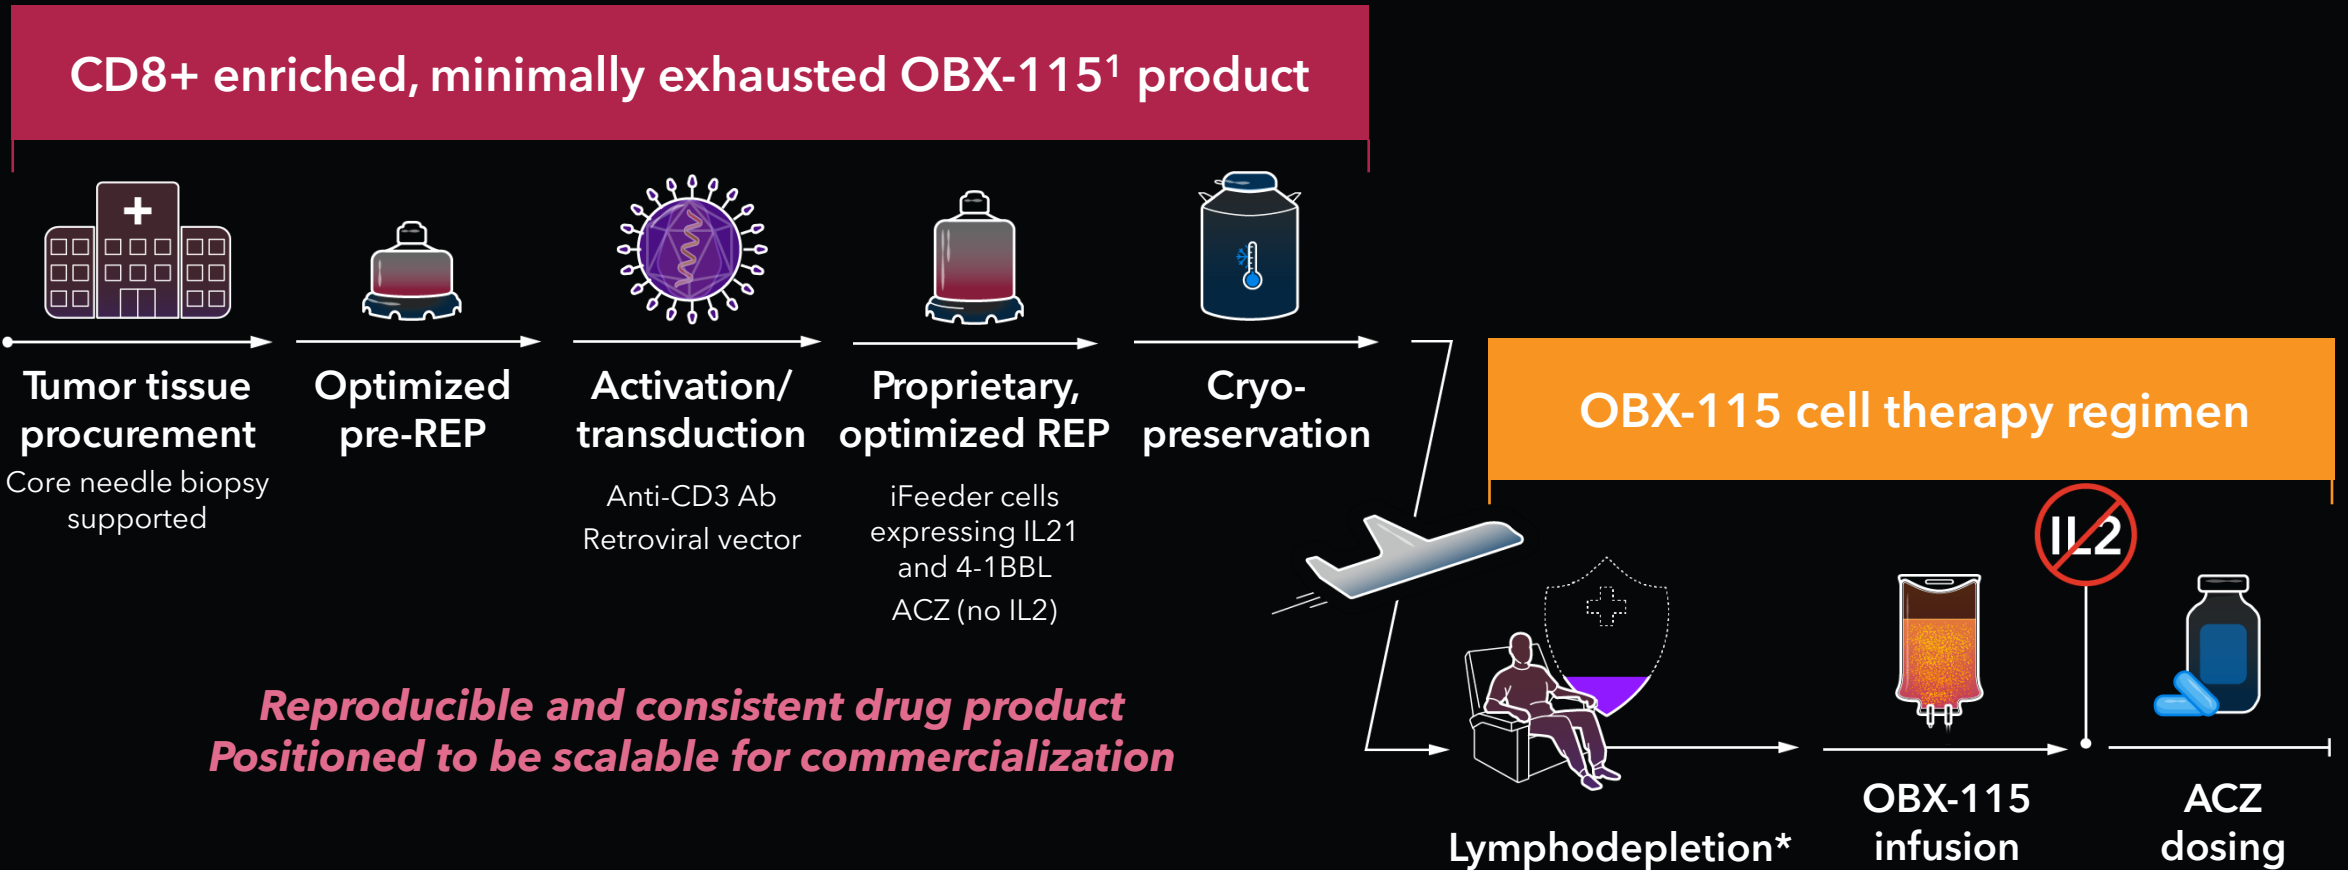 CD8+ enriched, minimally exhausted OBX-115¹ product
Tumor tissue
procurement
Core needle biopsy
supported
Optimized
pre-REP
Activation/
transduction
Anti-CD3 Ab
Retroviral vector
Proprietary,
optimized REP
iFeeder cells
expressing IL21
and 4-1BBL
ACZ (no IL2)
Cryo-
preservation
Reproducible and consistent drug product
Positioned to be scalable for commercialization
OBX-115 cell therapy regimen
Lymphodepletion*
OBX-115
infusion
IL2
ACZ
dosing